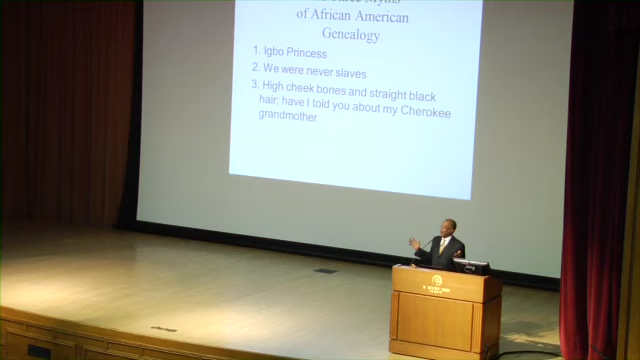 Three Myths
of African American
Genealogy
1. Igbo Princess
2. We were never slaves
3. High cheek bones and straight black
hair; have I told you about my Cherokee
grandmother